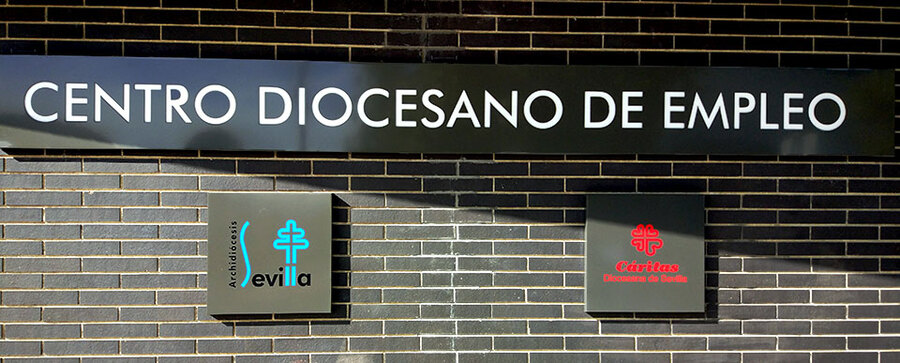 CENTRO DIOCESANO DE EMPLEO
Archidiócesis
Sevilla
Cáritas
Diocesana de Sevilla